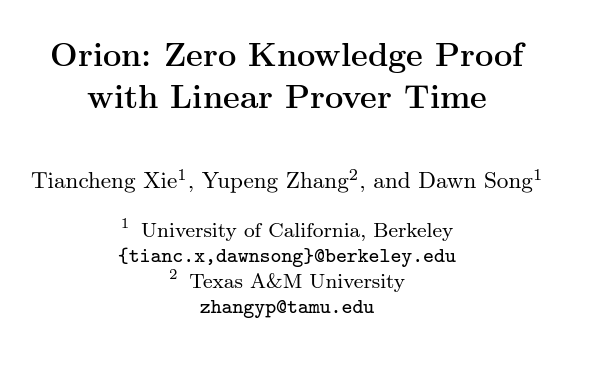 Orion: Zero Knowledge Proof
with Linear Prover Time
Tiancheng Xie¹, Yupeng Zhang², and Dawn Song¹
¹ University of California, Berkeley
{tianc.x,dawnsong}@berkeley.edu
² Texas A&M University
zhangyp@tamu.edu